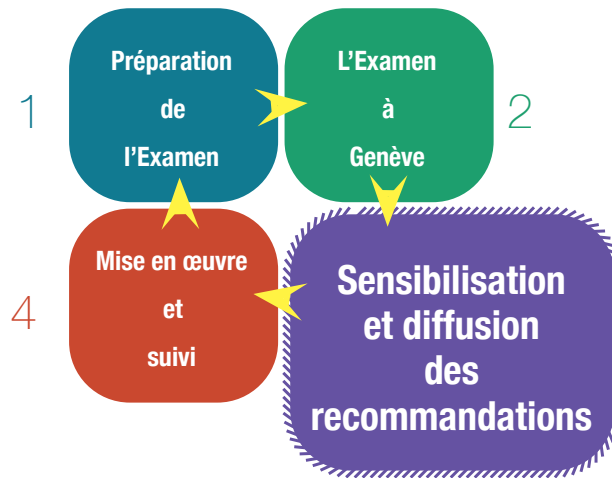 1
Préparation
de
l'Examen
L'Examen
à
Genève
2
Sensibilisation
et diffusion
des
recommandations
4
Mise en œuvre
et
suivi